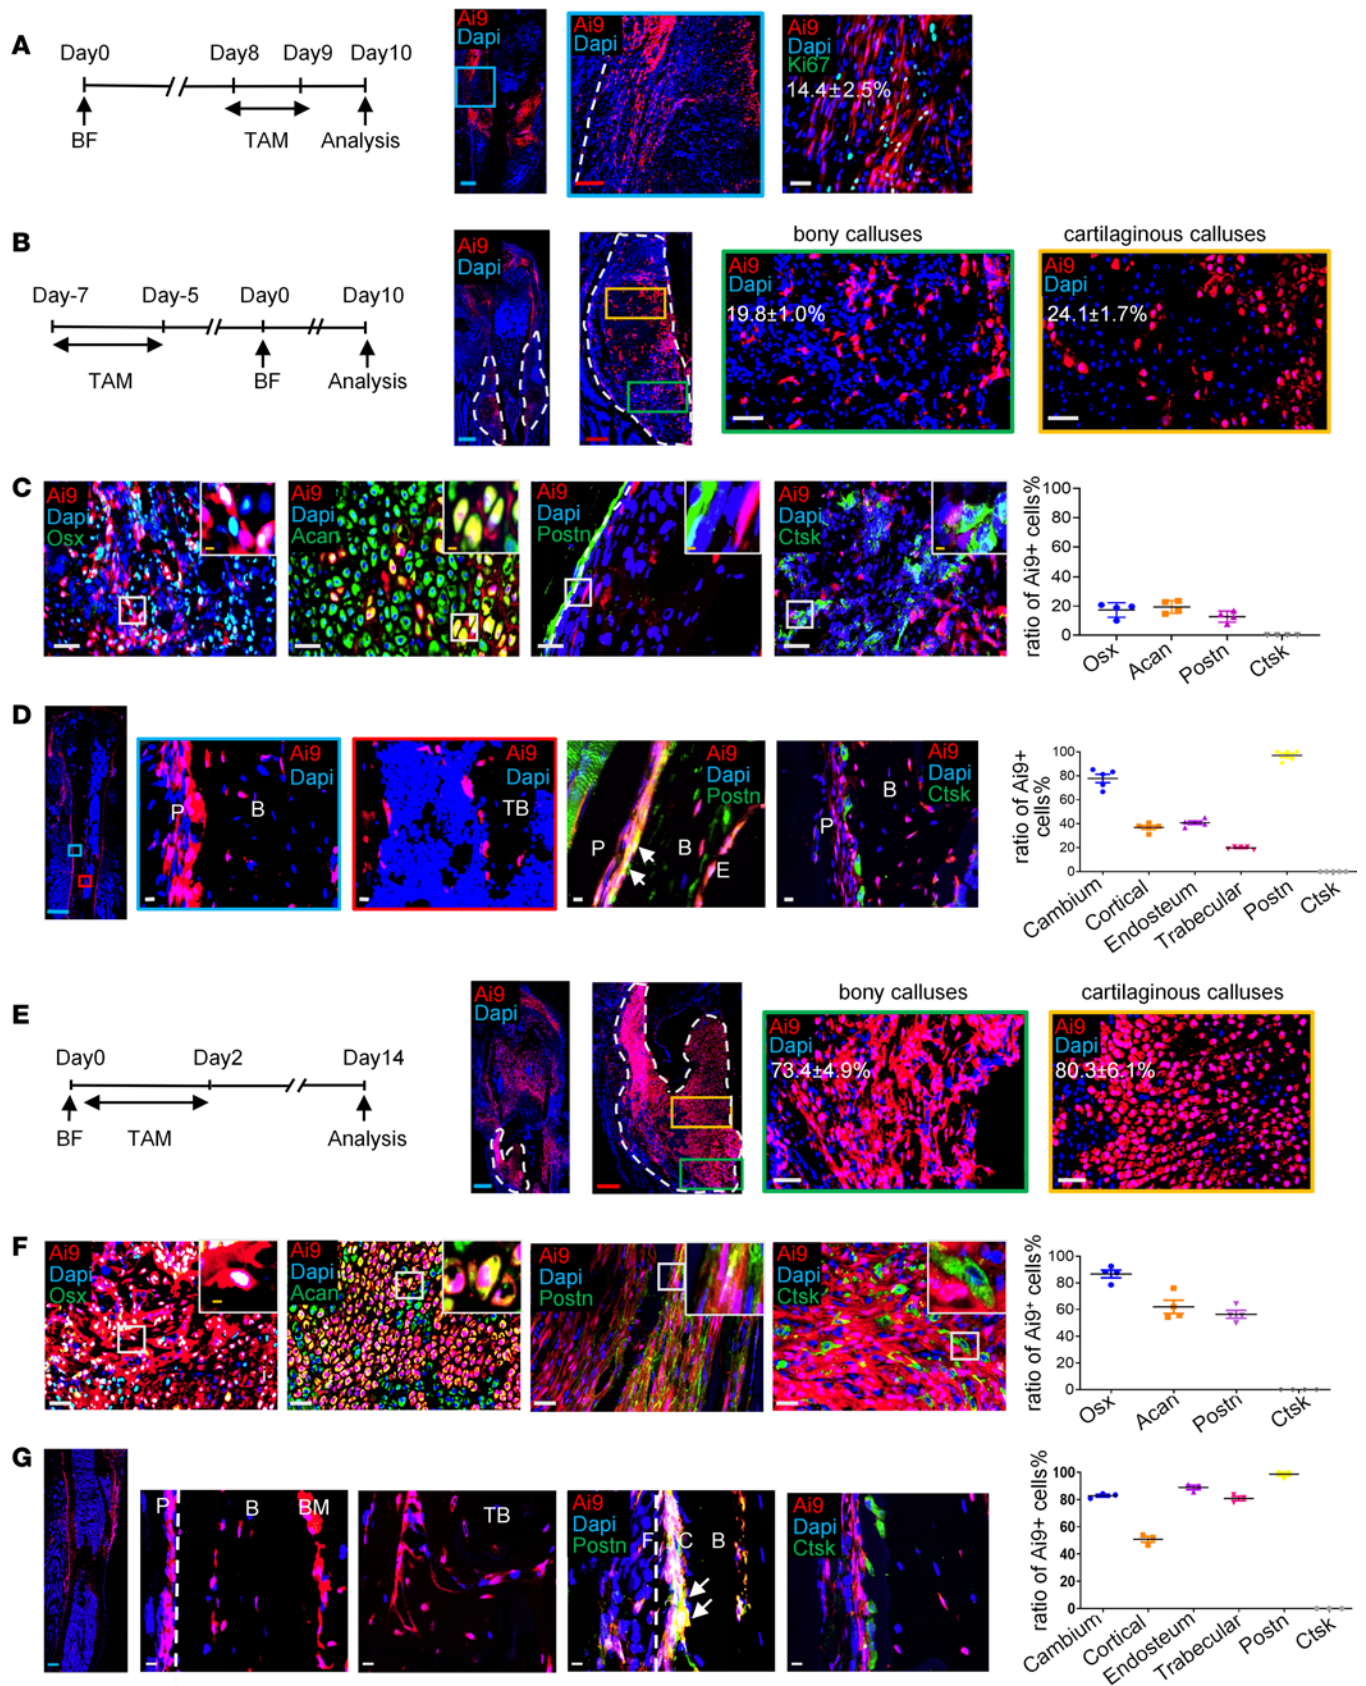 A
Day0
Day8
Day9
Day10
BF
TAM
Analysis
Ai9
Dapi
Ai9
Dapi
Ai9
Dapi
Ki67
14.4±2.5%
B
Day-7
Day-5
Day0
Day10
TAM
BF
Analysis
Ai9
Dapi
bony calluses
Ai9
Dapi
19.8±1.0%
cartilaginous calluses
Ai9
Dapi
24.1±1.7%
C
Ai9
Dapi
Osx
Ai9
Dapi
Acan
Ai9
Dapi
Postn
Ai9
Dapi
Ctsk
ratio of Ai9+ cells%
100
80
60
40
20
0
Osx
Acan
Postn
Ctsk
D
Ai9
Dapi
P
B
Ai9
Dapi
TB
Ai9
Dapi
Postn
P
B
E
Ai9
Dapi
Ctsk
P
B
ratio of Ai9+
cells%
100
80
60
40
20
0
Cambium
Cortical
Endosteum
Trabecular
Postn
Ctsk
E
Day0
Day2
Day14
BF
TAM
Analysis
Ai9
Dapi
bony calluses
Ai9
Dapi
73.4±4.9%
cartilaginous calluses
Ai9
Dapi
80.3±6.1%
F
Ai9
Dapi
Osx
Ai9
Dapi
Acan
Ai9
Dapi
Postn
Ai9
Dapi
Ctsk
ratio of Ai9⁺ cells%
100
80
60
40
20
0
Osx
Acan
Postn
Ctsk
G
P
B
BM
TB
Ai9
Dapi
Postn
F
C
B
Ai9
Dapi
Ctsk
ratio of Ai9+ cells%
100
80
60
40
20
0
Cambium
Cortical
Endosteum
Trabecular
Postn
Ctsk